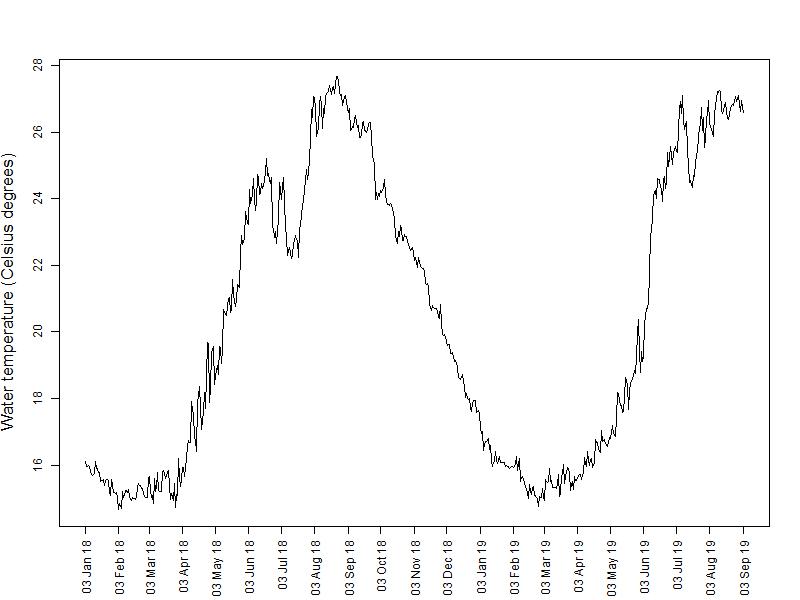 Water temperature (Celsius degrees)
28
26
24
22
20
18
16
03 Jan 18
03 Feb 18
03 Mar 18
03 Apr 18
03 May 18
03 Jun 18
03 Jul 18
03 Aug 18
03 Sep 18
03 Oct 18
03 Nov 18
03 Dec 18
03 Jan 19
03 Feb 19
03 Mar 19
03 Apr 19
03 May 19
03 Jun 19
03 Jul 19
03 Aug 19
03 Sep 19